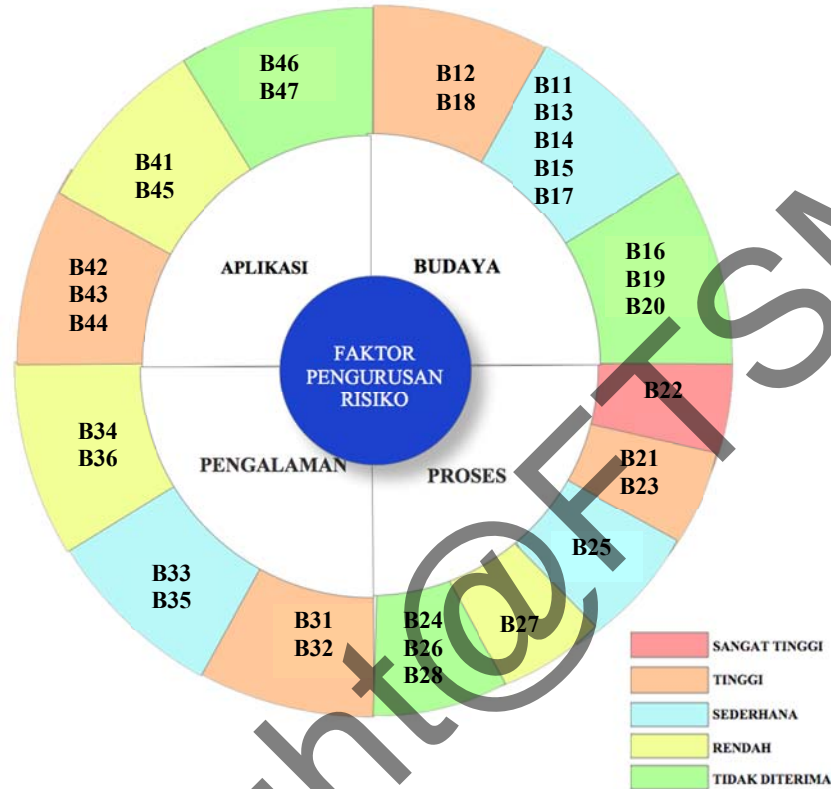 B46
B47
B12
B18
B11
B13
B14
B15
B17
B41
B45
B16
B19
B20
B42
B43
B44
APLIKASI
BUDAYA
FAKTOR
PENGURUSAN
RISIKO
B22
B34
B36
PENGALAMAN
PROSES
B21
B23
B25
B33
B35
B31
B32
B24
B26
B28
B27
SANGAT TINGGI
TINGGI
SEDERHANA
RENDAH
TIDAK DITERIMA
ght@FTSM